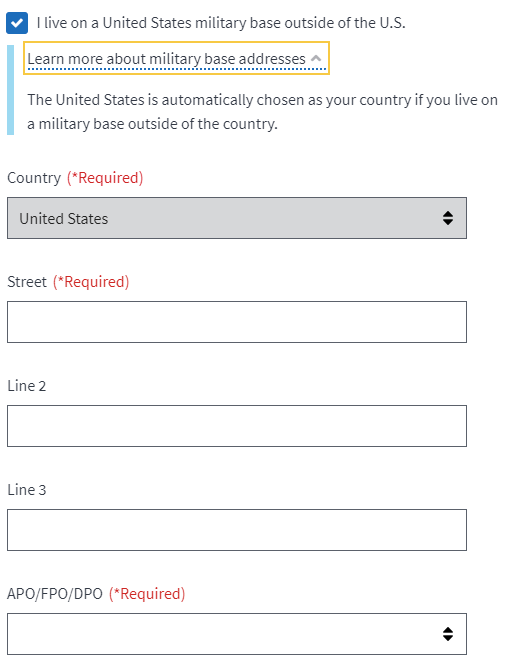 I live on a United States military base outside of the U.S.
Learn more about military base addresses
The United States is automatically chosen as your country if you live on
a military base outside of the country.
Country (*Required)
United States
Street (*Required)
Line 2
Line 3
APO/FPO/DPO (*Required)